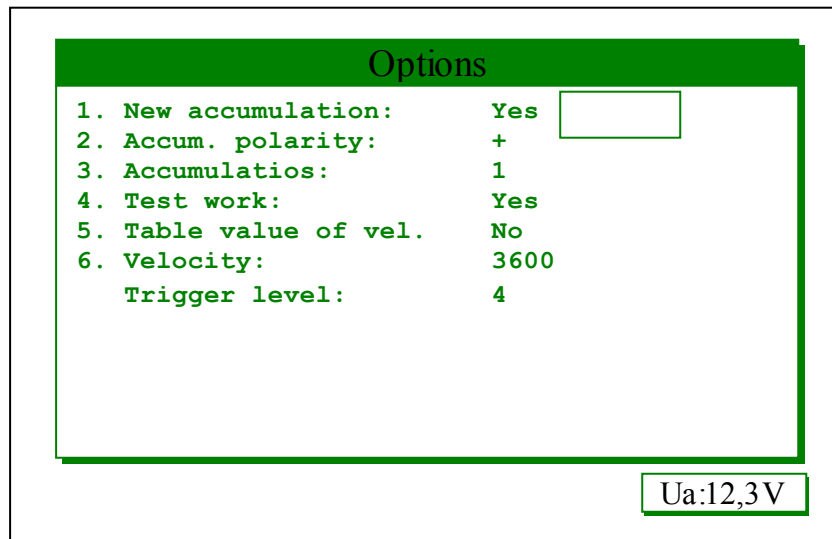 Options
1. New accumulation: Yes
2. Accum. polarity: +
3. Accumulatios: 1
4. Test work: Yes
5. Table value of vel. No
6. Velocity: 3600
Trigger level: 4
Ua:12,3V